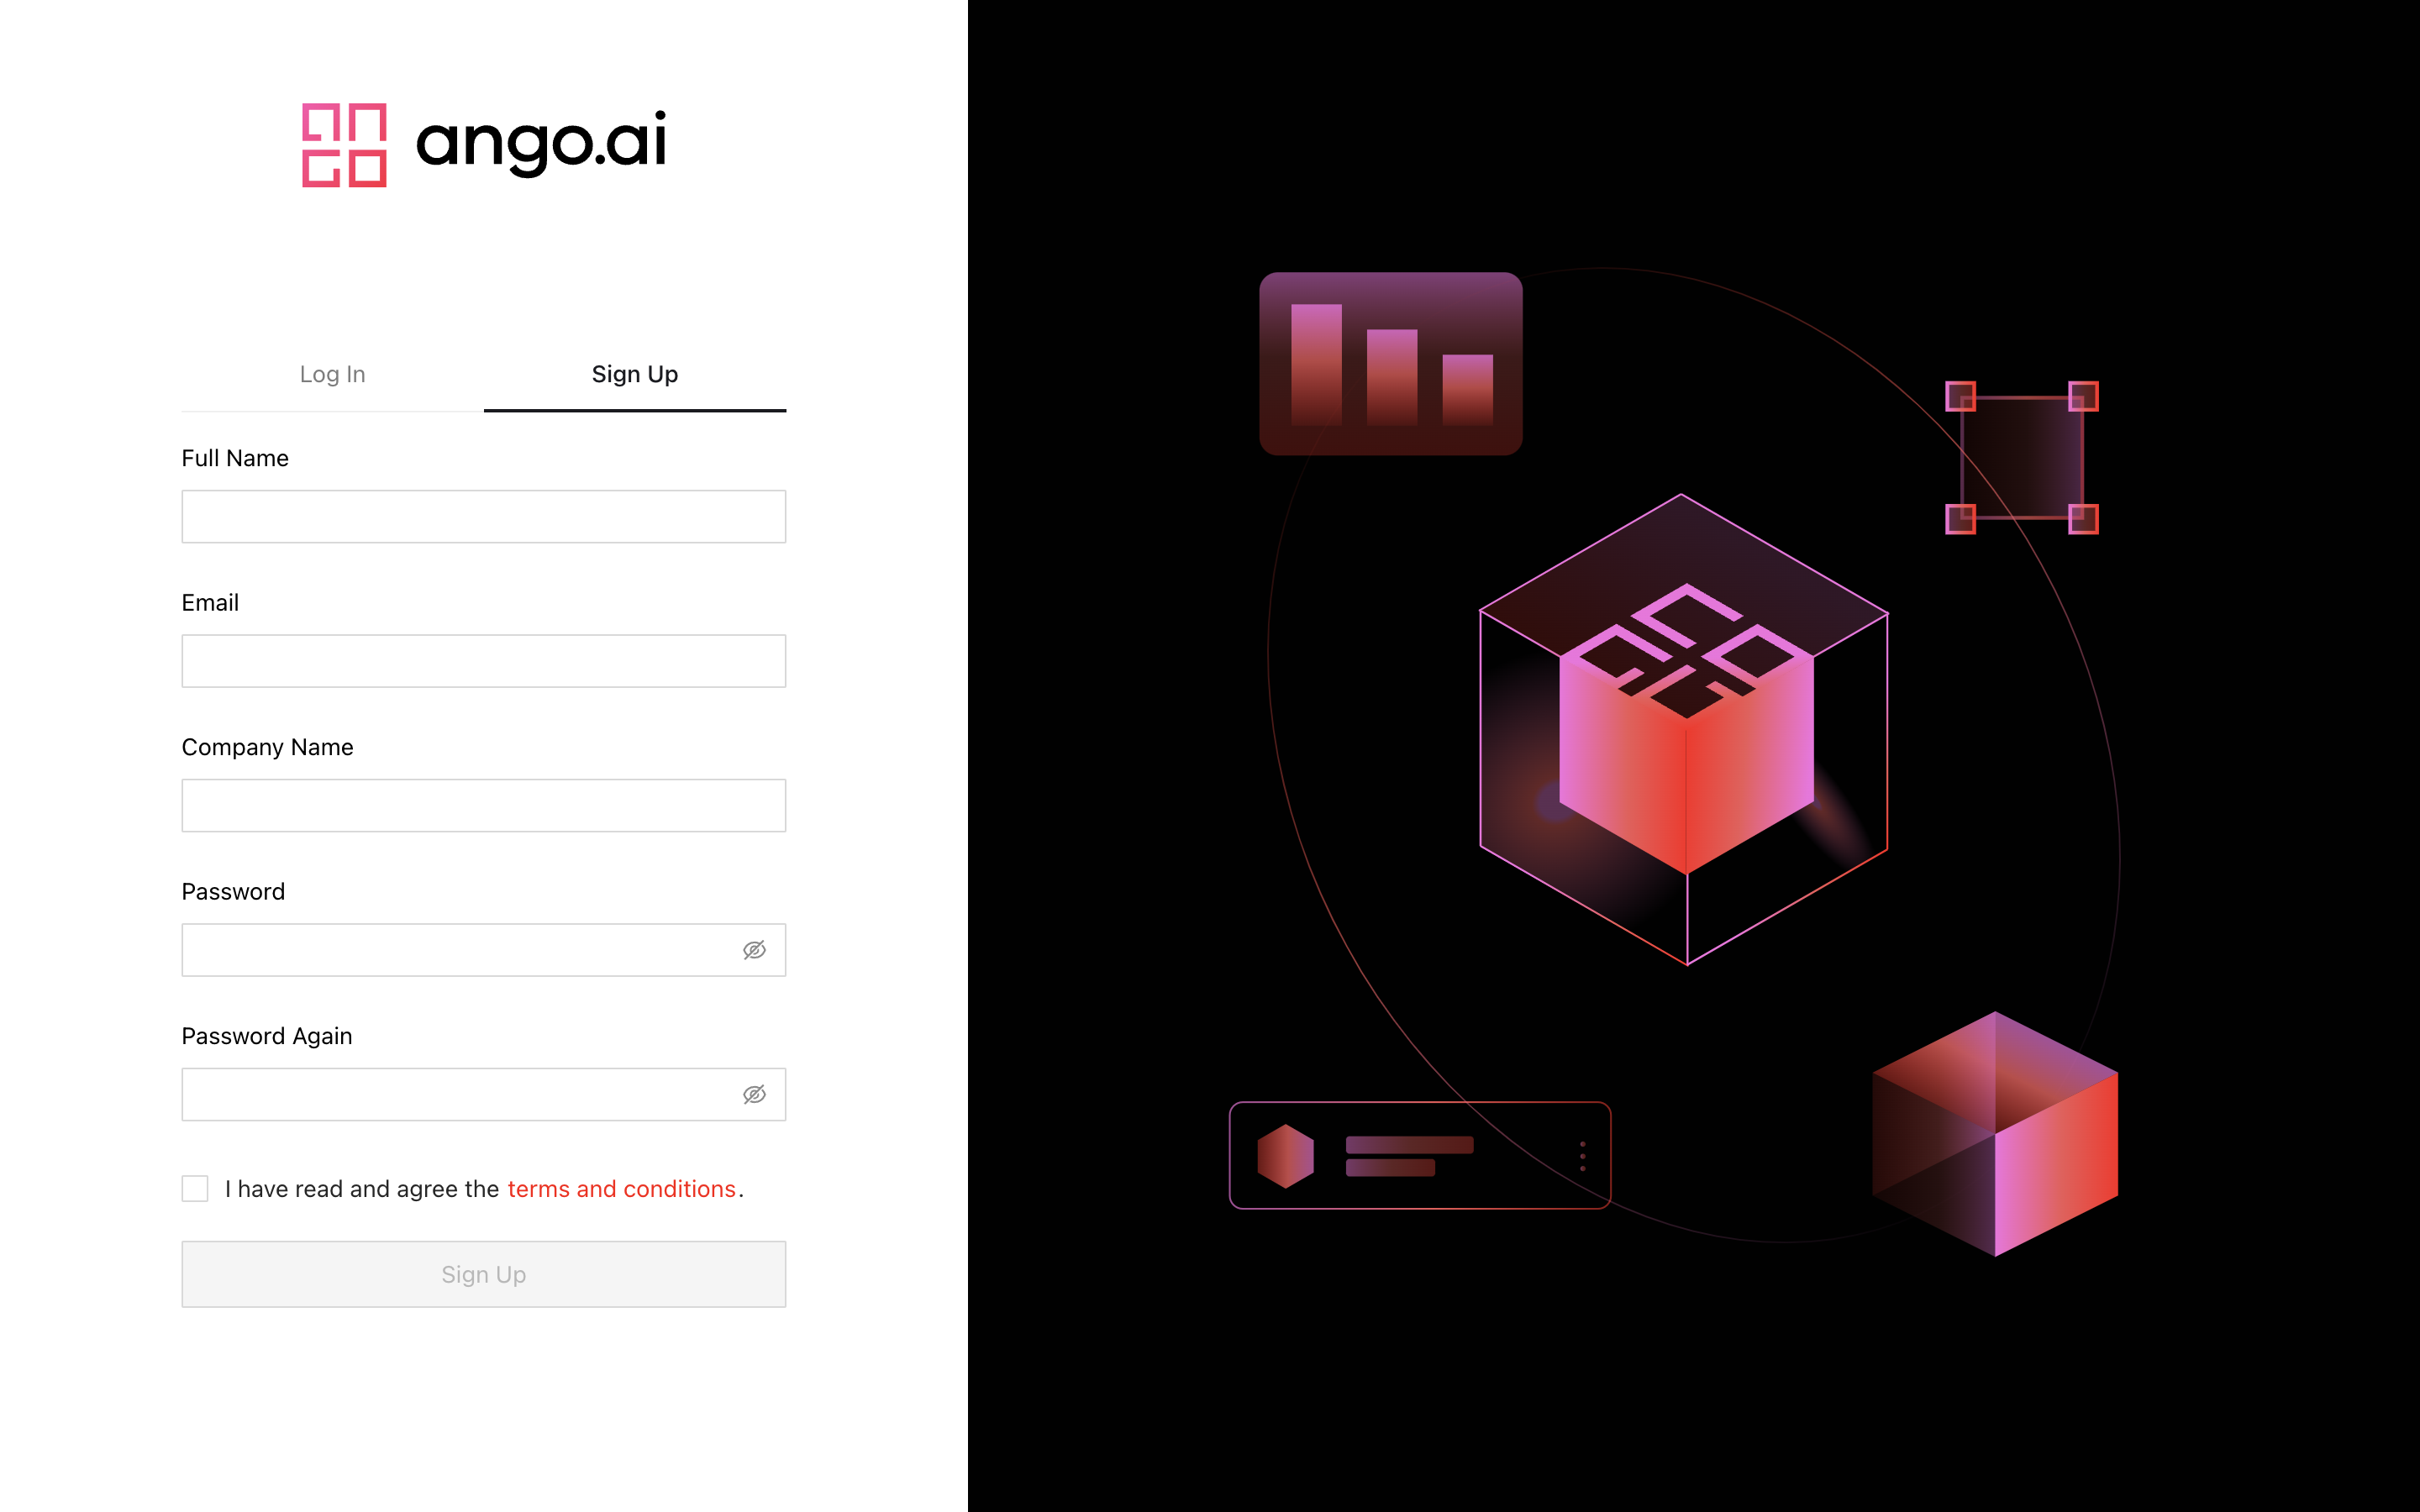 ango.ai
Log In
Sign Up
Full Name
Email
Company Name
Password
Password Again
I have read and agree the terms and conditions.
Sign Up